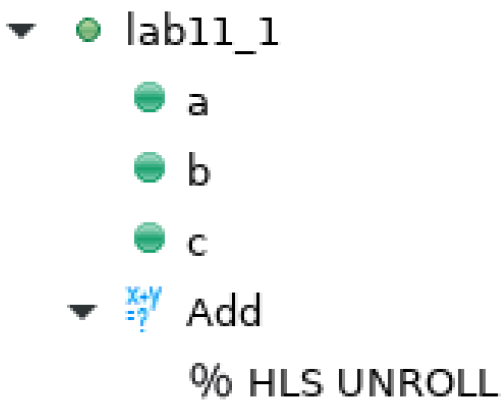 lab11_1
a
b
c
x+y
=?
Add
% HLS UNROLL